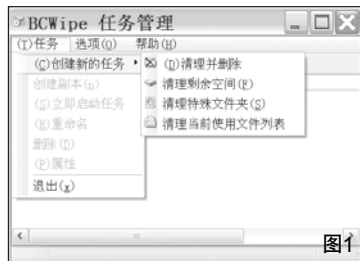 BCWipe 任务管理
(T)任务 选项(O) 帮助(H)
(C)创建新的任务
创建副本(D)
(S)立即启动任务
(R)重命名
删除(D)
(P)属性
退出(X)
(D)清理并删除
清理剩余空间(F)
清理特殊文件夹(S)
清理当前使用文件列表
图1